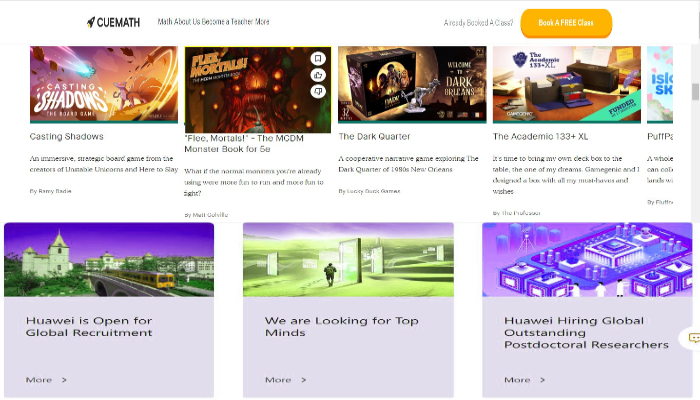 CUEMATH
Math About Us Become a Teacher More
Already Booked A Class?
Book A FREE Class
CASTING
SHADOWS
THE BOARD GAME
FLEE,
MORTALS!
THE MCDM MONSTER BOOK
WELCOME
TO
DARK
ORLEANS
The
Academic
133+XL
GAMEGENIC
FUNDED
Casting Shadows
"Flee, Mortals!" - The MCDM
Monster Book for 5e
The Dark Quarter
The Academic 133+ XL
PuffPa
An immersive, strategic board game from the
creators of Unstable Unicorns and Here to Slay
What if the normal monsters you're already
using were more fun to run and more fun to
fight?
A cooperative narrative game exploring The
Dark Quarter of 1980s New Orleans
It's time to bring my own deck box to the
table, the one of my dreams. Gamegenic and I
designed a box with all my must-haves and
wishes
A whole
can coll
lands wi
By Ramy Badie
By Matt Colville
By Lucky Duck Games
By The Professor
By Fluffn
Huawei is Open for
Global Recruitment
More >
We are Looking for Top
Minds
More >
Huawei Hiring Global
Outstanding
Postdoctoral Researchers
More >